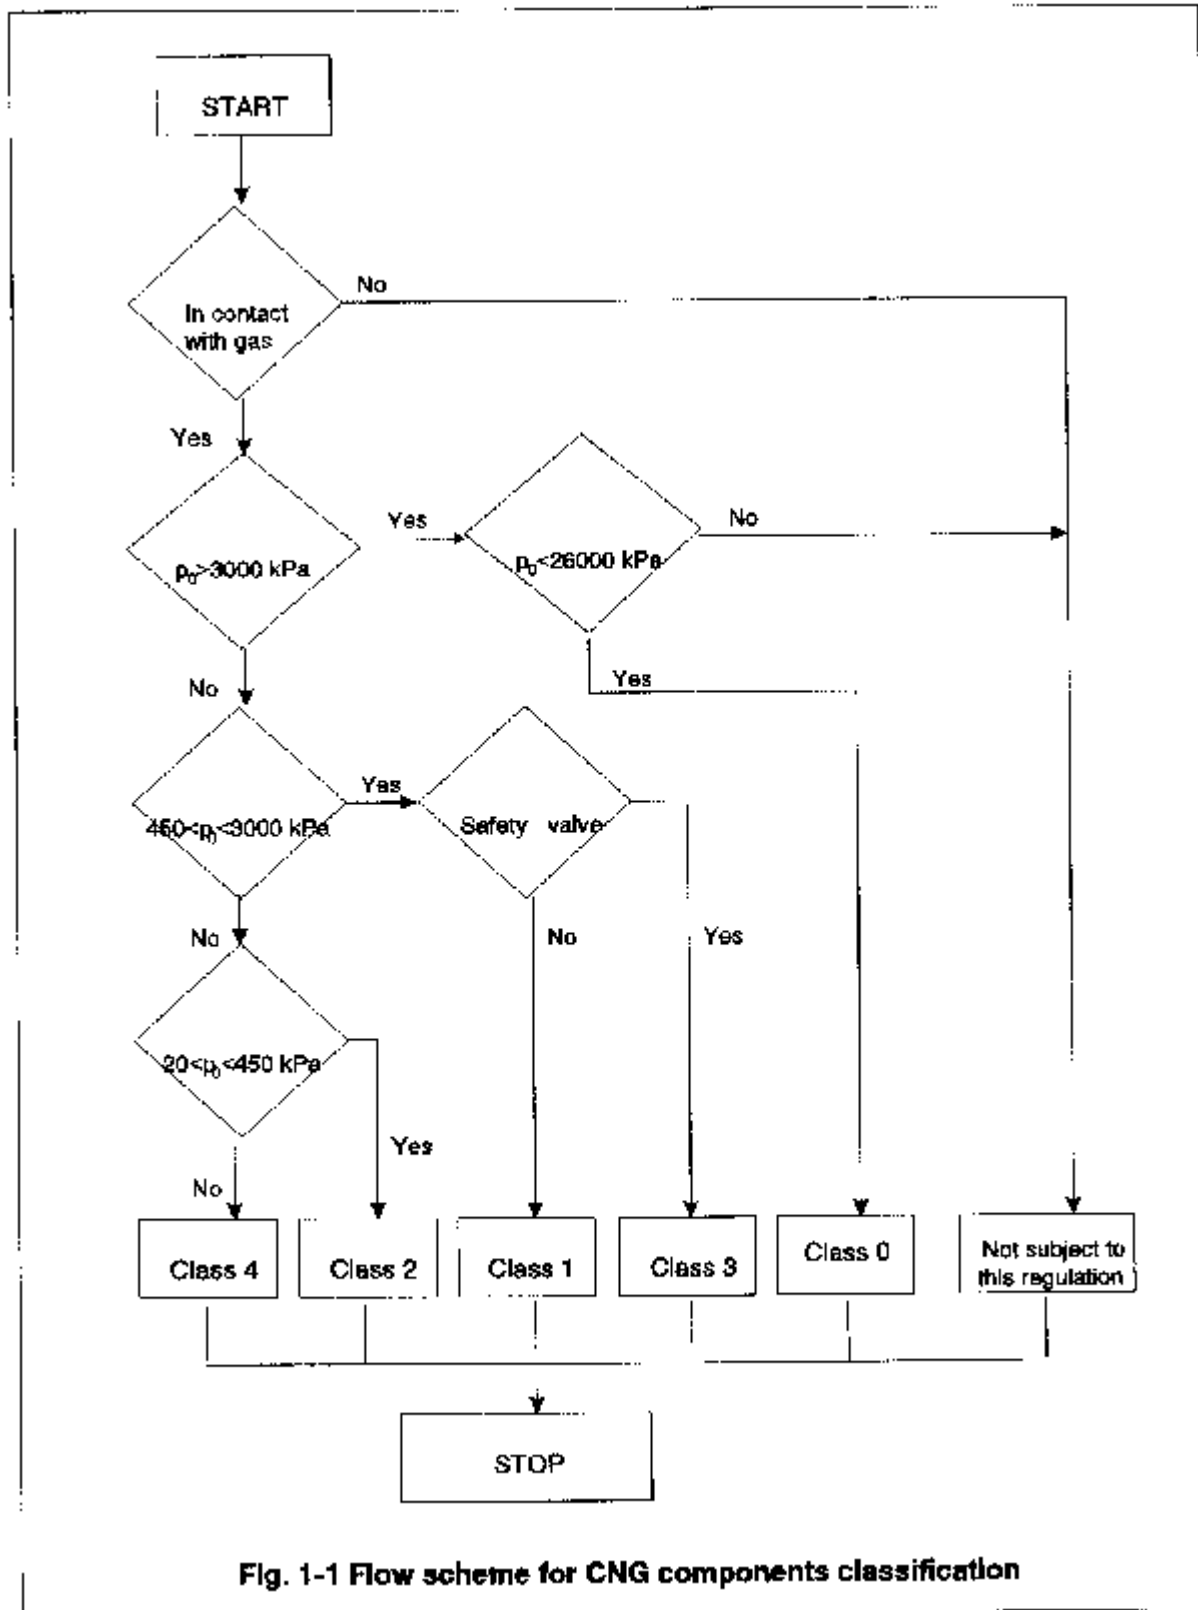 START
No
In contact
with gas
Yes
Yes
No
p₀>3000 kPa
p₀<26000 kPa
No
Yes
Yes
450<p₀<3000 kPa
Safety valve
No
No
Yes
20<p₀<450 kPa
Yes
No
Class 4
Class 2
Class 1
Class 3
Class 0
Not subject to
this regulation
STOP
Fig. 1-1 Flow scheme for CNG components classification